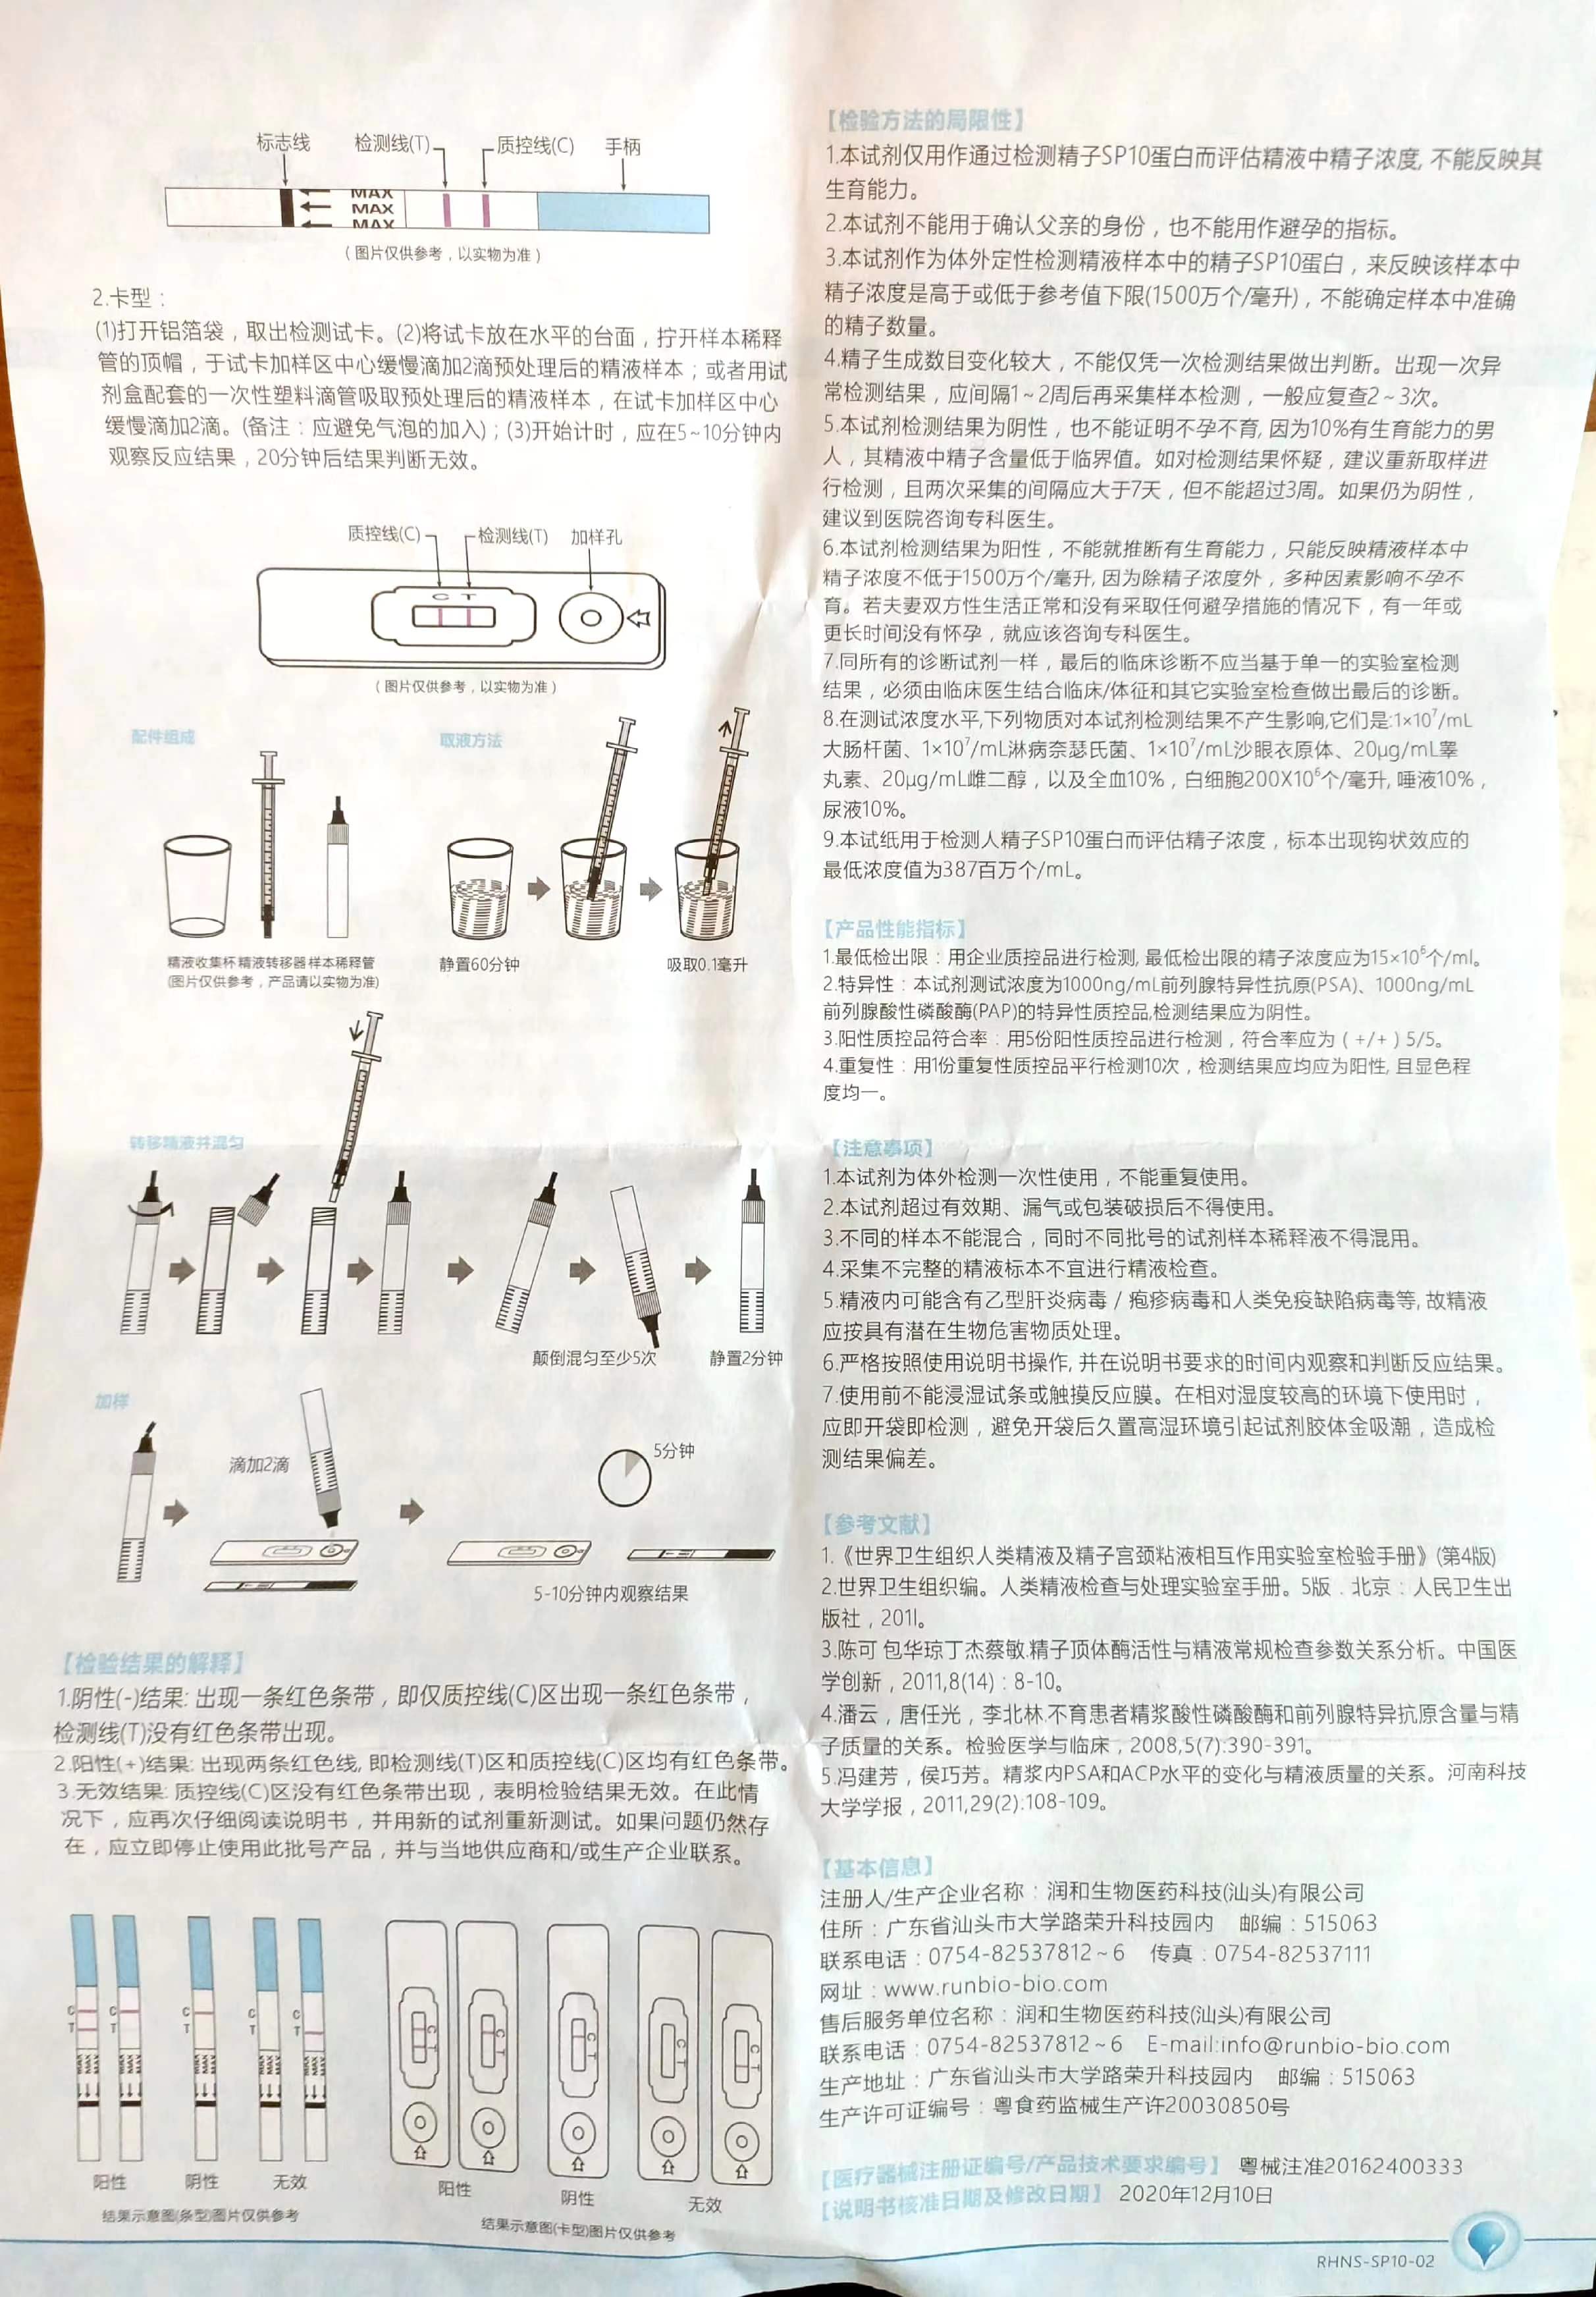 标志线 检测线(T) 质控线(C) 手柄
MAX
MAX
MAX
(图片仅供参考，以实物为准)
2.卡型：
(1)打开铝箔袋，取出检测试卡。(2)将试卡放在水平的台面，拧开样本稀释
管的顶帽，于试卡加样区中心缓慢滴加2滴预处理后的精液样本；或者用试
剂盒配套的一次性塑料滴管吸取预处理后的精液样本，在试卡加样区中心
缓慢滴加2滴。(备注：应避免气泡的加入)；(3)开始计时，应在5~10分钟内
观察反应结果，20分钟后结果判断无效。
质控线(C) 检测线(T) 加样孔
C T
(图片仅供参考，以实物为准)
配件组成 取液方法
精液收集杯 精液转移器 样本稀释管 静置60分钟 吸取0.1毫升
(图片仅供参考，产品请以实物为准)
转移精液并混匀
颠倒混匀至少5次 静置2分钟
加样
滴加2滴 5分钟
5-10分钟内观察结果
【检验结果的解释】
1.阴性(-)结果: 出现一条红色条带，即仅质控线(C)区出现一条红色条带，
检测线(T)没有红色条带出现。
2.阳性(+)结果: 出现两条红色线, 即检测线(T)区和质控线(C)区均有红色条带。
3.无效结果: 质控线(C)区没有红色条带出现，表明检验结果无效。在此情
况下，应再次仔细阅读说明书，并用新的试剂重新测试。如果问题仍然存
在，应立即停止使用此批号产品，并与当地供应商和/或生产企业联系。
C T C T C T C T C T
MAX MAX MAX MAX MAX
C T C T C T C T C T
阳性 阴性 无效 阳性 阴性 无效
结果示意图(条型)图片仅供参考 结果示意图(卡型)图片仅供参考
【检验方法的局限性】
1.本试剂仅用作通过检测精子SP10蛋白而评估精液中精子浓度, 不能反映其
生育能力。
2.本试剂不能用于确认父亲的身份，也不能用作避孕的指标。
3.本试剂作为体外定性检测精液样本中的精子SP10蛋白，来反映该样本中
精子浓度是高于或低于参考值下限(1500万个/毫升)，不能确定样本中准确
的精子数量。
4.精子生成数目变化较大，不能仅凭一次检测结果做出判断。出现一次异
常检测结果，应间隔1~2周后再采集样本检测，一般应复查2~3次。
5.本试剂检测结果为阴性，也不能证明不孕不育, 因为10%有生育能力的男
人，其精液中精子含量低于临界值。如对检测结果怀疑，建议重新取样进
行检测，且两次采集的间隔应大于7天，但不能超过3周。如果仍为阴性，
建议到医院咨询专科医生。
6.本试剂检测结果为阳性，不能就推断有生育能力，只能反映精液样本中
精子浓度不低于1500万个/毫升, 因为除精子浓度外，多种因素影响不孕不
育。若夫妻双方性生活正常和没有采取任何避孕措施的情况下，有一年或
更长时间没有怀孕，就应该咨询专科医生。
7.同所有的诊断试剂一样，最后的临床诊断不应当基于单一的实验室检测
结果，必须由临床医生结合临床/体征和其它实验室检查做出最后的诊断。
8.在测试浓度水平,下列物质对本试剂检测结果不产生影响,它们是:1×10⁷/mL
大肠杆菌、1×10⁷/mL淋病奈瑟氏菌、1×10⁷/mL沙眼衣原体、20μg/mL睾
丸素、20μg/mL雌二醇，以及全血10%，白细胞200X10⁶个/毫升, 唾液10%，
尿液10%。
9.本试纸用于检测人精子SP10蛋白而评估精子浓度，标本出现钩状效应的
最低浓度值为387百万个/mL。
【产品性能指标】
1.最低检出限：用企业质控品进行检测, 最低检出限的精子浓度应为15×10⁶个/ml。
2.特异性：本试剂测试浓度为1000ng/mL前列腺特异性抗原(PSA)、1000ng/mL
前列腺酸性磷酸酶(PAP)的特异性质控品,检测结果应为阴性。
3.阳性质控品符合率：用5份阳性质控品进行检测，符合率应为（+/+）5/5。
4.重复性：用1份重复性质控品平行检测10次，检测结果应均应为阳性, 且显色程
度均一。
【注意事项】
1.本试剂为体外检测一次性使用，不能重复使用。
2.本试剂超过有效期、漏气或包装破损后不得使用。
3.不同的样本不能混合，同时不同批号的试剂样本稀释液不得混用。
4.采集不完整的精液标本不宜进行精液检查。
5.精液内可能含有乙型肝炎病毒 / 疱疹病毒和人类免疫缺陷病毒等, 故精液
应按具有潜在生物危害物质处理。
6.严格按照使用说明书操作, 并在说明书要求的时间内观察和判断反应结果。
7.使用前不能浸湿试条或触摸反应膜。在相对湿度较高的环境下使用时，
应即开袋即检测，避免开袋后久置高湿环境引起试剂胶体金吸潮，造成检
测结果偏差。
【参考文献】
1.《世界卫生组织人类精液及精子宫颈粘液相互作用实验室检验手册》(第4版)
2.世界卫生组织编。人类精液检查与处理实验室手册。5版．北京：人民卫生出
版社，201l。
3.陈可 包华琼丁杰蔡敏.精子顶体酶活性与精液常规检查参数关系分析。中国医
学创新，2011,8(14)：8-10。
4.潘云，唐任光，李北林.不育患者精浆酸性磷酸酶和前列腺特异抗原含量与精
子质量的关系。检验医学与临床，2008,5(7):390-391。
5.冯建芳，侯巧芳。精浆内PSA和ACP水平的变化与精液质量的关系。河南科技
大学学报，2011,29(2):108-109。
【基本信息】
注册人/生产企业名称：润和生物医药科技(汕头)有限公司
住所：广东省汕头市大学路荣升科技园内 邮编：515063
联系电话：0754-82537812~6 传真：0754-82537111
网址：www.runbio-bio.com
售后服务单位名称：润和生物医药科技(汕头)有限公司
联系电话：0754-82537812~6 E-mail:info@runbio-bio.com
生产地址：广东省汕头市大学路荣升科技园内 邮编：515063
生产许可证编号：粤食药监械生产许20030850号
【医疗器械注册证编号/产品技术要求编号】 粤械注准20162400333
【说明书核准日期及修改日期】 2020年12月10日
RHNS-SP10-02